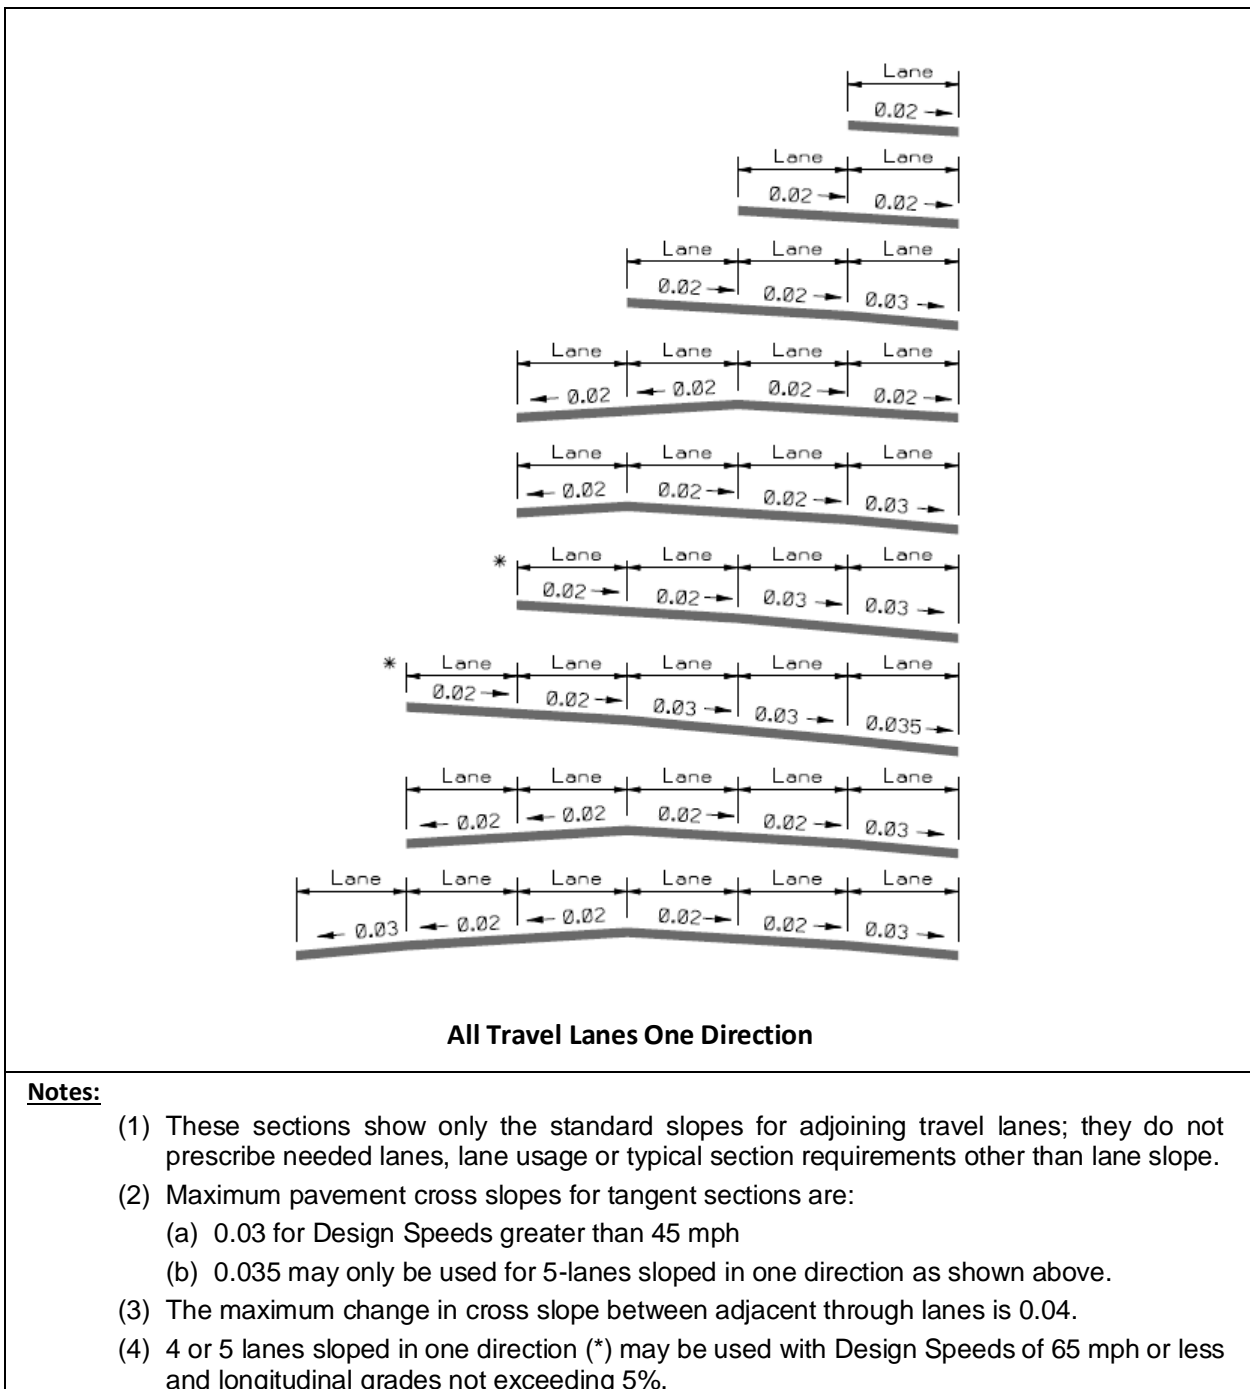 Lane
0.02
Lane Lane
0.02 0.02
Lane Lane Lane
0.02 0.02 0.03
Lane Lane Lane Lane
0.02 0.02 0.02 0.02
Lane Lane Lane Lane
0.02 0.02 0.02 0.03
* Lane Lane Lane Lane
0.02 0.02 0.03 0.03
* Lane Lane Lane Lane Lane
0.02 0.02 0.03 0.03 0.035
Lane Lane Lane Lane Lane
0.02 0.02 0.02 0.02 0.03
Lane Lane Lane Lane Lane Lane
0.03 0.02 0.02 0.02 0.02 0.03
All Travel Lanes One Direction
Notes:
(1) These sections show only the standard slopes for adjoining travel lanes; they do not
prescribe needed lanes, lane usage or typical section requirements other than lane slope.
(2) Maximum pavement cross slopes for tangent sections are:
(a) 0.03 for Design Speeds greater than 45 mph
(b) 0.035 may only be used for 5-lanes sloped in one direction as shown above.
(3) The maximum change in cross slope between adjacent through lanes is 0.04.
(4) 4 or 5 lanes sloped in one direction (*) may be used with Design Speeds of 65 mph or less
and longitudinal grades not exceeding 5%.